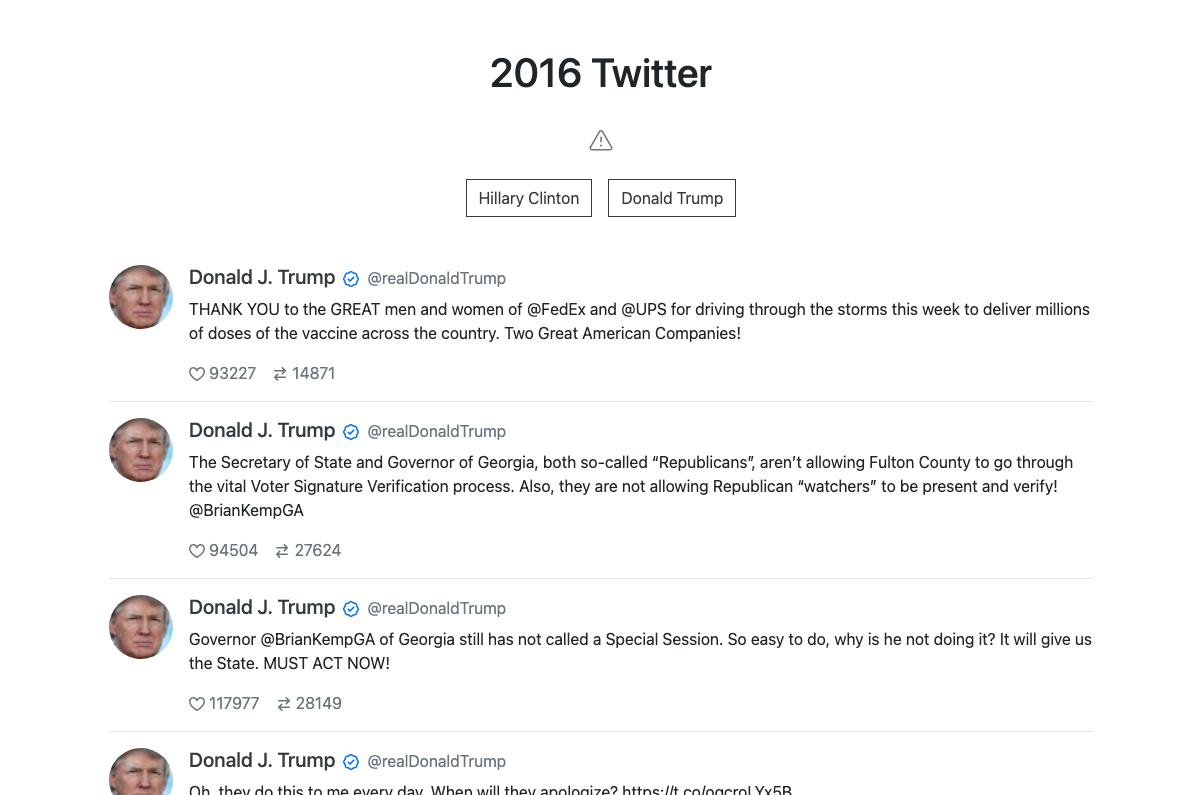 2016 Twitter
Hillary Clinton
Donald Trump
Donald J. Trump @realDonaldTrump
THANK YOU to the GREAT men and women of @FedEx and @UPS for driving through the storms this week to deliver millions
of doses of the vaccine across the country. Two Great American Companies!
93227 14871
Donald J. Trump @realDonaldTrump
The Secretary of State and Governor of Georgia, both so-called “Republicans”, aren’t allowing Fulton County to go through
the vital Voter Signature Verification process. Also, they are not allowing Republican “watchers” to be present and verify!
@BrianKempGA
94504 27624
Donald J. Trump @realDonaldTrump
Governor @BrianKempGA of Georgia still has not called a Special Session. So easy to do, why is he not doing it? It will give us
the State. MUST ACT NOW!
117977 28149
Donald J. Trump @realDonaldTrump
Oh, they do this to me every day. When will they apologize?